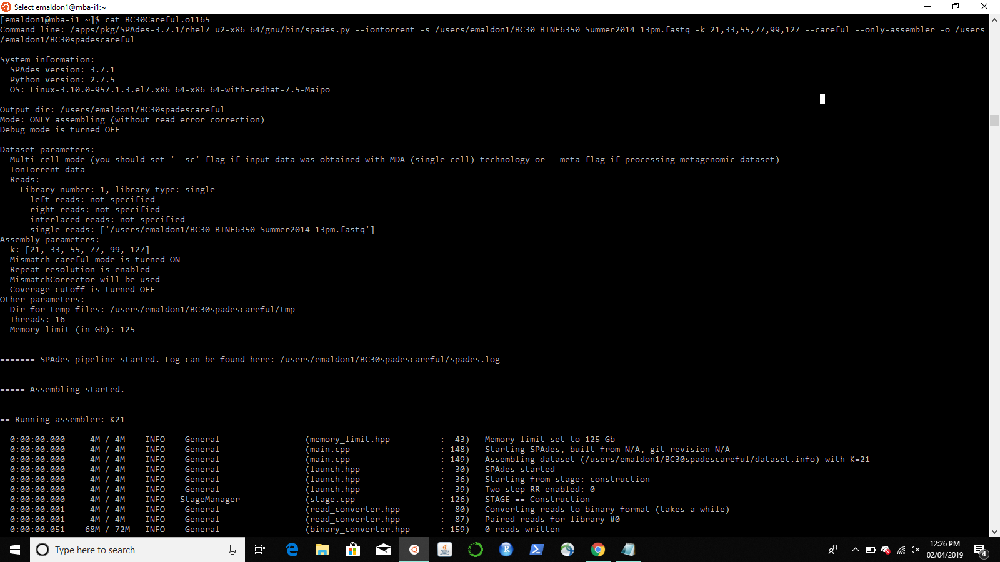 Select emaldon1@mba-i1:~
[emaldon1@mba-i1 ~]$ cat BC30Careful.o1165
Command line: /apps/pkg/SPAdes-3.7.1/rhel7_u2-x86_64/gnu/bin/spades.py --iontorrent -s /users/emaldon1/BC30_BINF6350_Summer2014_13pm.fastq -k 21,33,55,77,99,127 --careful --only-assembler -o /users
/emaldon1/BC30spadescareful
System information:
  SPAdes version: 3.7.1
  Python version: 2.7.5
  OS: Linux-3.10.0-957.1.3.el7.x86_64-x86_64-with-redhat-7.5-Maipo
Output dir: /users/emaldon1/BC30spadescareful
Mode: ONLY assembling (without read error correction)
Debug mode is turned OFF
Dataset parameters:
  Multi-cell mode (you should set '--sc' flag if input data was obtained with MDA (single-cell) technology or --meta flag if processing metagenomic dataset)
  IonTorrent data
  Reads:
    Library number: 1, library type: single
      left reads: not specified
      right reads: not specified
      interlaced reads: not specified
      single reads: ['/users/emaldon1/BC30_BINF6350_Summer2014_13pm.fastq']
Assembly parameters:
  k: [21, 33, 55, 77, 99, 127]
  Mismatch careful mode is turned ON
  Repeat resolution is enabled
  MismatchCorrector will be used
  Coverage cutoff is turned OFF
Other parameters:
  Dir for temp files: /users/emaldon1/BC30spadescareful/tmp
  Threads: 16
  Memory limit (in Gb): 125
======= SPAdes pipeline started. Log can be found here: /users/emaldon1/BC30spadescareful/spades.log
===== Assembling started.
== Running assembler: K21
  0:00:00.000     4M / 4M    INFO    General                 (memory_limit.hpp          :  43)   Memory limit set to 125 Gb
  0:00:00.000     4M / 4M    INFO    General                 (main.cpp                  : 148)   Starting SPAdes, built from N/A, git revision N/A
  0:00:00.000     4M / 4M    INFO    General                 (main.cpp                  : 149)   Assembling dataset (/users/emaldon1/BC30spadescareful/dataset.info) with K=21
  0:00:00.000     4M / 4M    INFO    General                 (launch.hpp                :  30)   SPAdes started
  0:00:00.000     4M / 4M    INFO    General                 (launch.hpp                :  36)   Starting from stage: construction
  0:00:00.000     4M / 4M    INFO    General                 (launch.hpp                :  39)   Two-step RR enabled: 0
  0:00:00.000     4M / 4M    INFO   StageManager             (stage.cpp                 : 126)   STAGE == Construction
  0:00:00.001     4M / 4M    INFO    General                 (read_converter.hpp        :  80)   Converting reads to binary format (takes a while)
  0:00:00.001     4M / 4M    INFO    General                 (read_converter.hpp        :  87)   Paired reads for library #0
  0:00:00.051    68M / 72M   INFO    General                 (binary_converter.hpp      : 159)   0 reads written
Type here to search
12:26 PM
02/04/2019
4